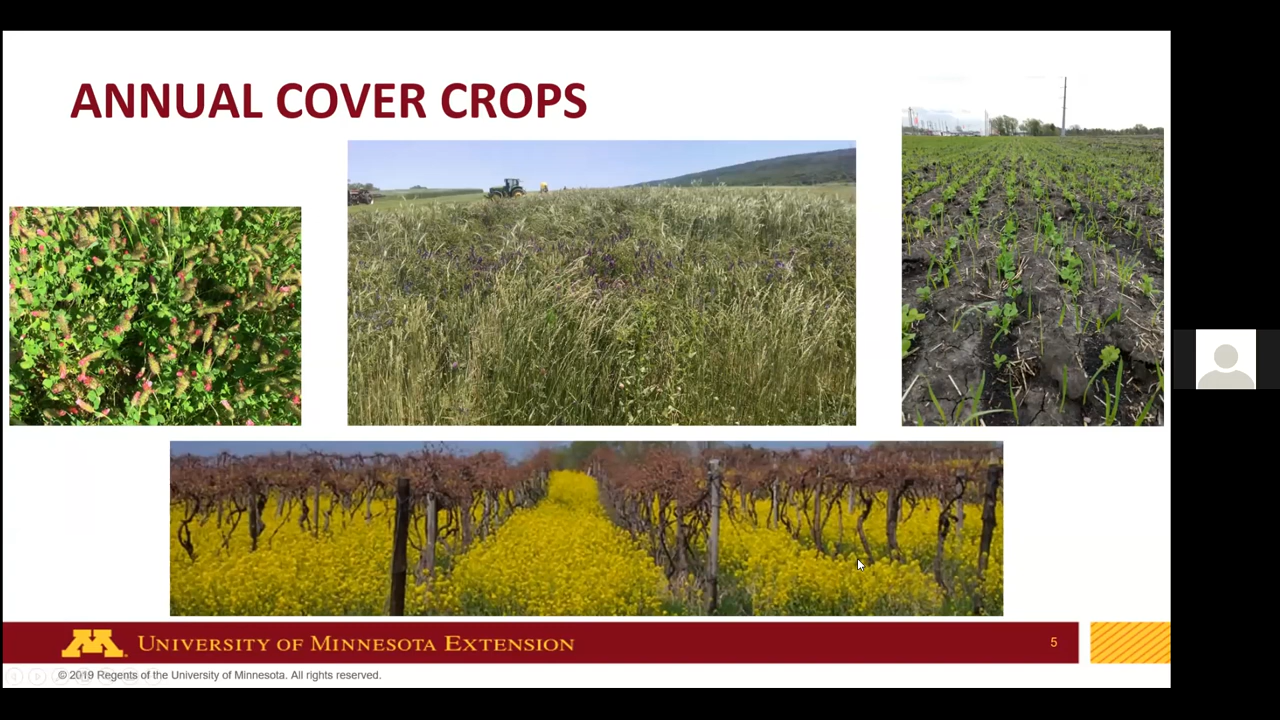 ANNUAL COVER CROPS
UNIVERSITY OF MINNESOTA EXTENSION
5
© 2019 Regents of the University of Minnesota. All rights reserved.